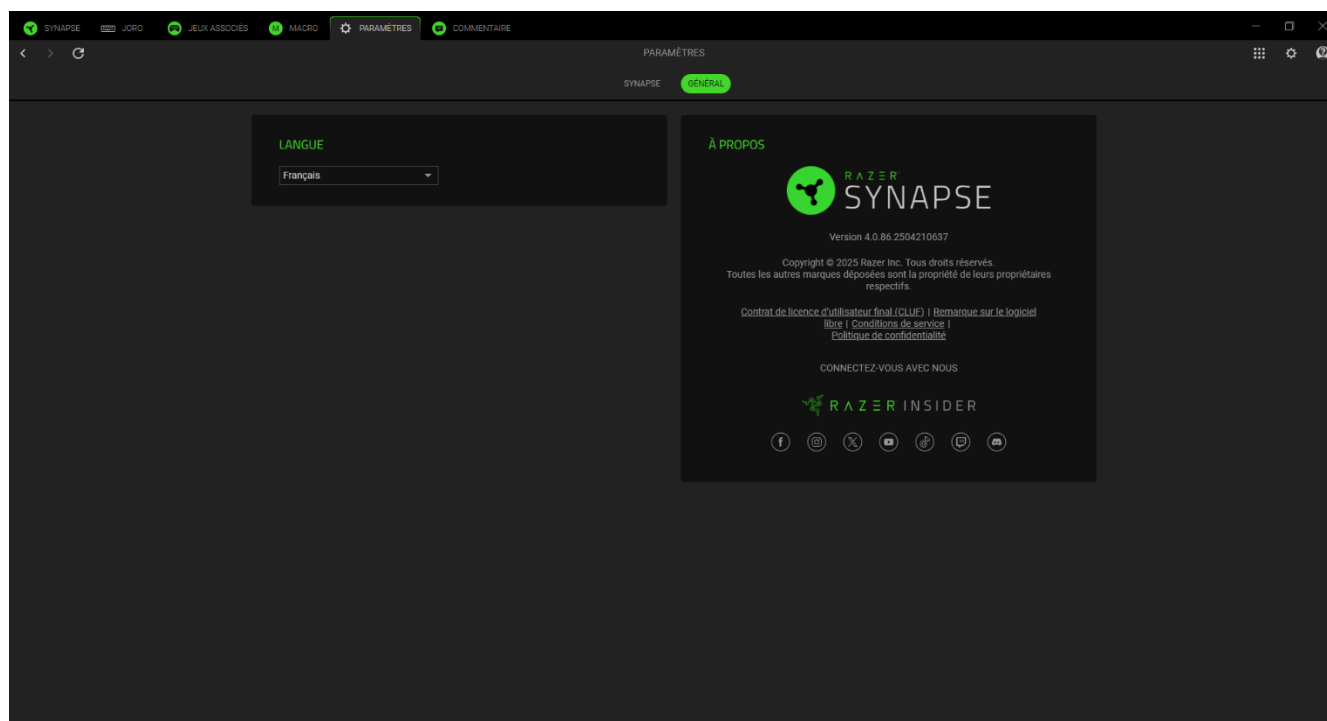 SYNAPSE JORO JEUX ASSOCIÉS M MACRO PARAMÈTRES COMMENTAIRE
PARAMÈTRES
SYNAPSE GÉNÉRAL
LANGUE
Français
À PROPOS
RAZER
SYNAPSE
Version 4.0.86.2504210637
Copyright © 2025 Razer Inc. Tous droits réservés.
Toutes les autres marques déposées sont la propriété de leurs propriétaires
respectifs.
Contrat de licence d'utilisateur final (CLUF) | Remarque sur le logiciel
libre | Conditions de service |
Politique de confidentialité
CONNECTEZ-VOUS AVEC NOUS
RAZER INSIDER